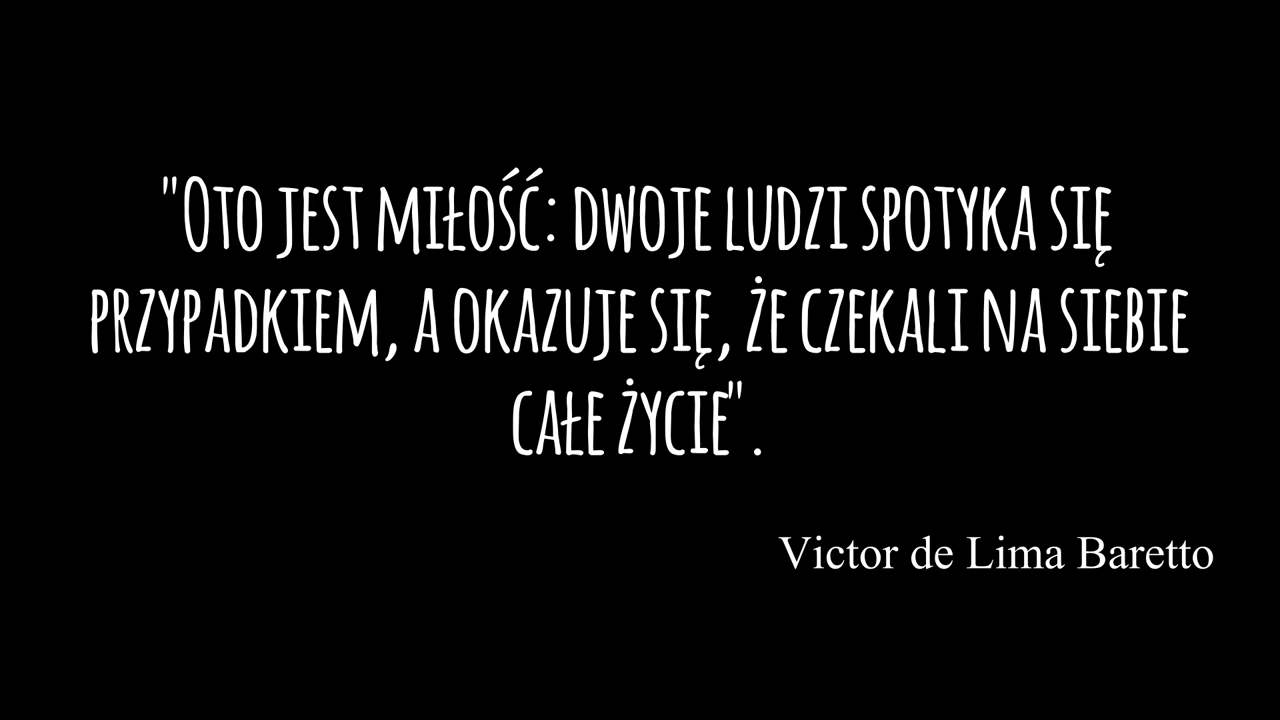 "Oto jest miłość: dwoje ludzi spotyka się
przypadkiem, a okazuje się, że czekali na siebie
całe życie".
Victor de Lima Baretto